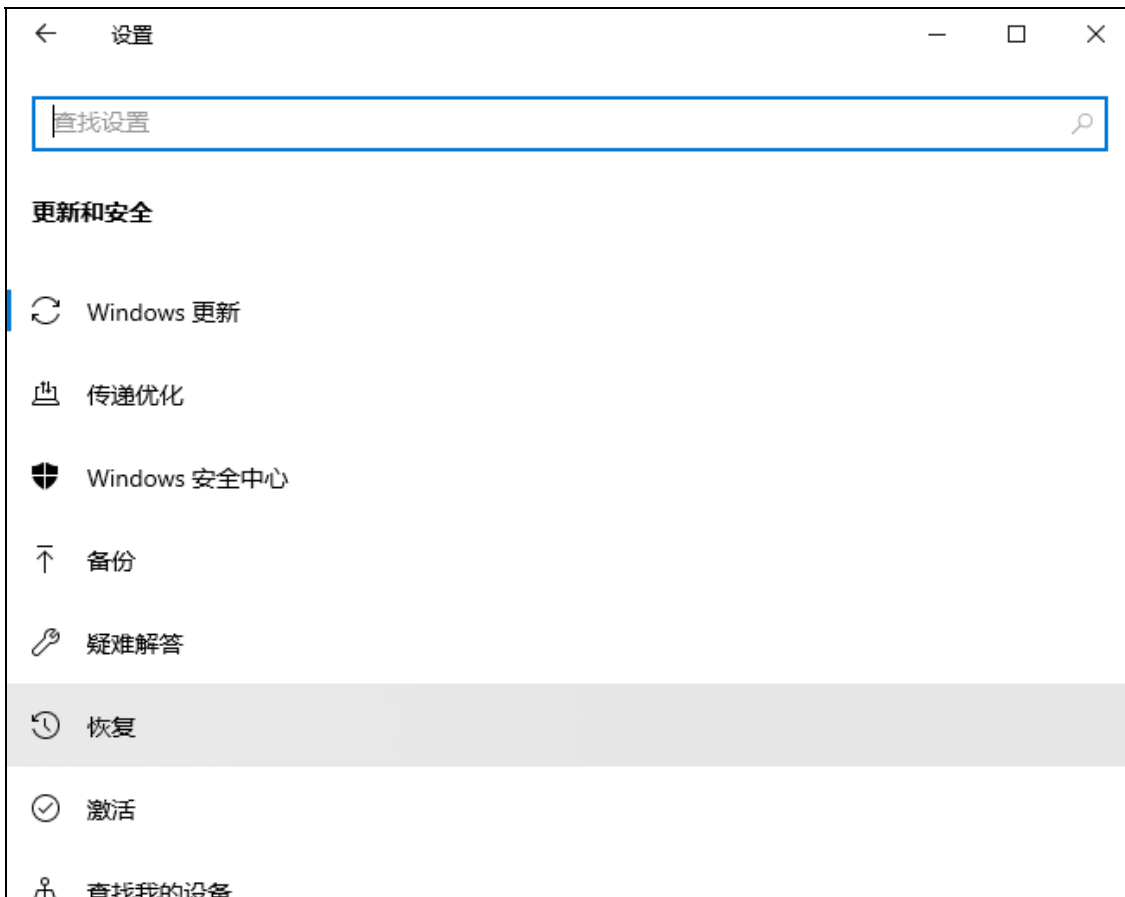 设置
查找设置
更新和安全
Windows 更新
传递优化
Windows 安全中心
备份
疑难解答
恢复
激活
查找我的设备